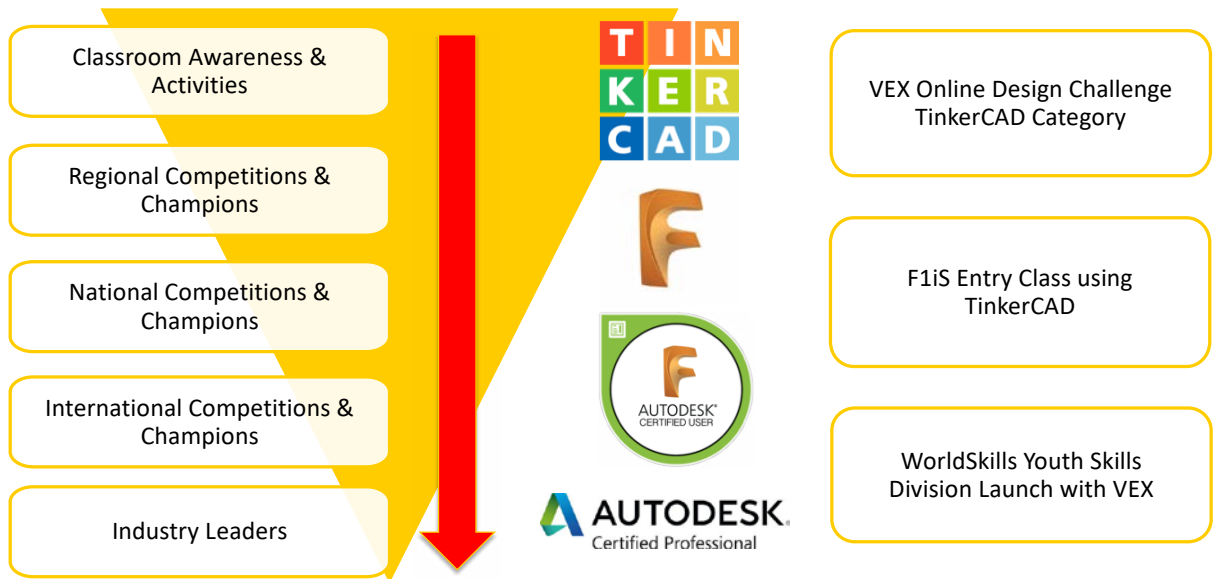 Classroom Awareness &
Activities
Regional Competitions &
Champions
National Competitions &
Champions
International Competitions &
Champions
Industry Leaders
TIN
KER
CAD
F
F
AUTODESK®
CERTIFIED USER
AUTODESK.
Certified Professional
VEX Online Design Challenge
TinkerCAD Category
F1iS Entry Class using
TinkerCAD
WorldSkills Youth Skills
Division Launch with VEX